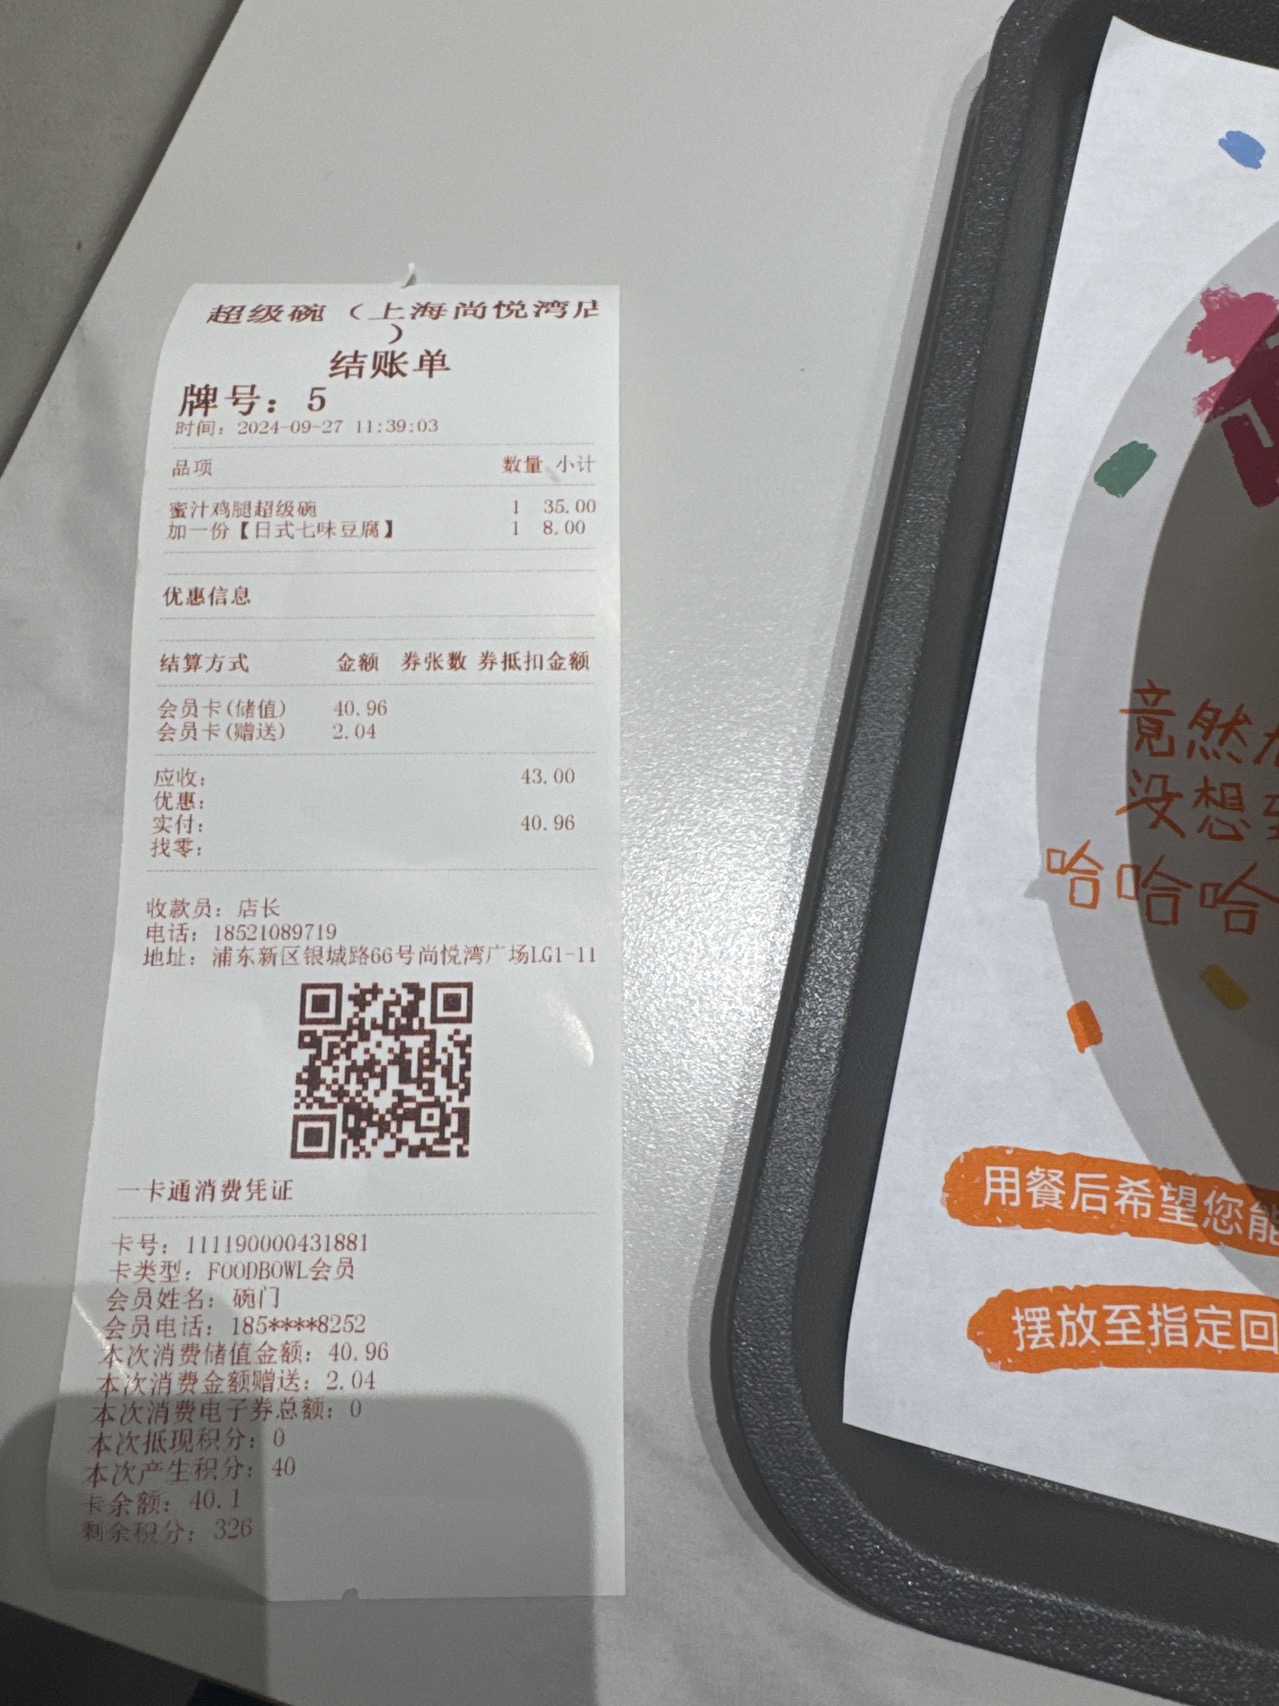 超级碗（上海尚悦湾店
）
结账单
牌号：5
时间：2024-09-27 11:39:03
品项 数量 小计
蜜汁鸡腿超级碗 1 35.00
加一份【日式七味豆腐】 1 8.00
优惠信息
结算方式 金额 券张数 券抵扣金额
会员卡(储值) 40.96
会员卡(赠送) 2.04
应收： 43.00
优惠：
实付： 40.96
找零：
收款员：店长
电话：18521089719
地址：浦东新区银城路66号尚悦湾广场LG1-11
一卡通消费凭证
卡号：111190000431881
卡类型：FOODBOWL会员
会员姓名：碗门
会员电话：185****8252
本次消费储值金额：40.96
本次消费金额赠送：2.04
本次消费电子券总额：0
本次抵现积分：0
本次产生积分：40
卡余额：40.1
剩余积分：326
竟然
没想
哈哈哈
用餐后希望您能
摆放至指定回